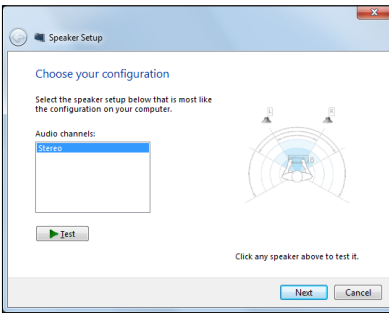 Speaker Setup
Choose your configuration
Select the speaker setup below that is most like
the configuration on your computer.
Audio channels:
Stereo
L
R
Test
Click any speaker above to test it.
Next
Cancel